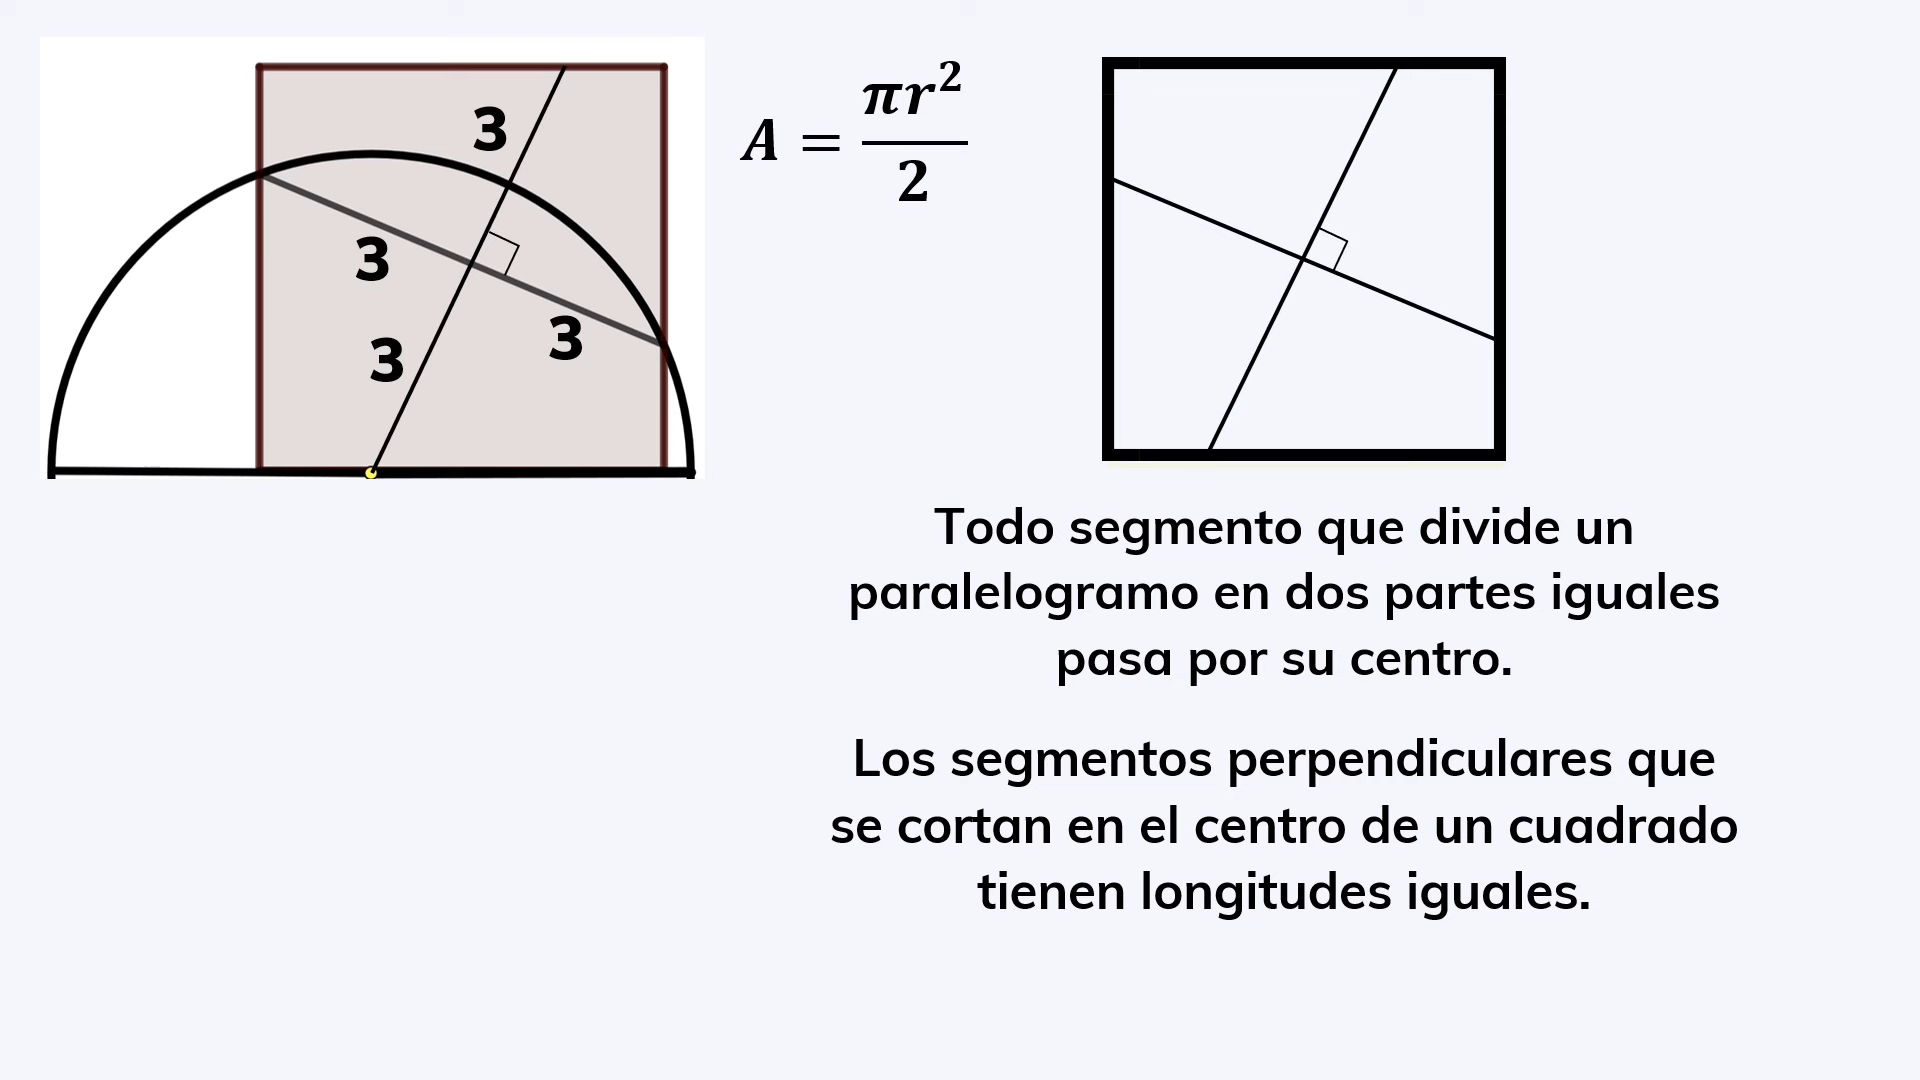 3
3
3
3
A = πr²/2
Todo segmento que divide un
paralelogramo en dos partes iguales
pasa por su centro.
Los segmentos perpendiculares que
se cortan en el centro de un cuadrado
tienen longitudes iguales.